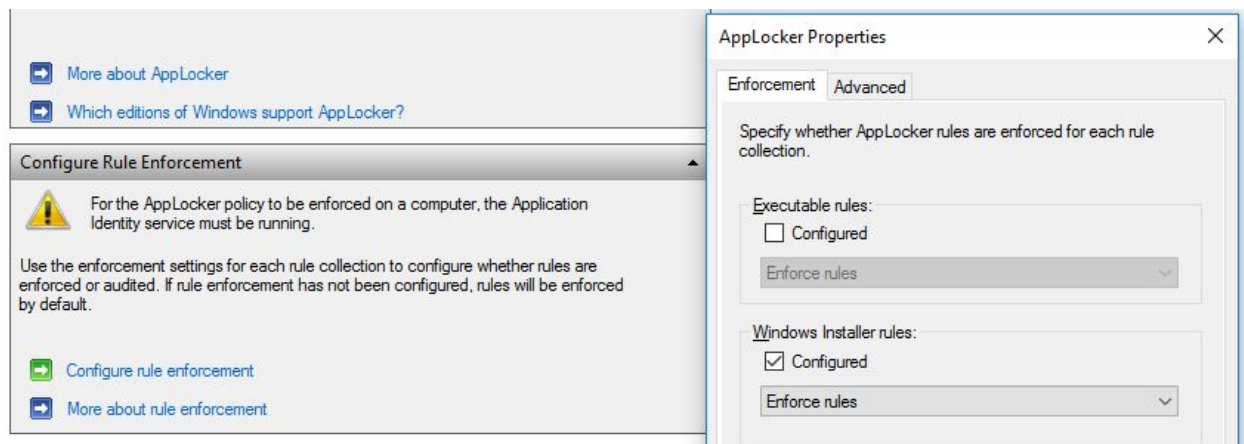 More about AppLocker
Which editions of Windows support AppLocker?
Configure Rule Enforcement
For the AppLocker policy to be enforced on a computer, the Application
Identity service must be running.
Use the enforcement settings for each rule collection to configure whether rules are
enforced or audited. If rule enforcement has not been configured, rules will be enforced
by default.
Configure rule enforcement
More about rule enforcement
AppLocker Properties
Enforcement
Advanced
Specify whether AppLocker rules are enforced for each rule
collection.
Executable rules:
Configured
Enforce rules
Windows Installer rules:
Configured
Enforce rules